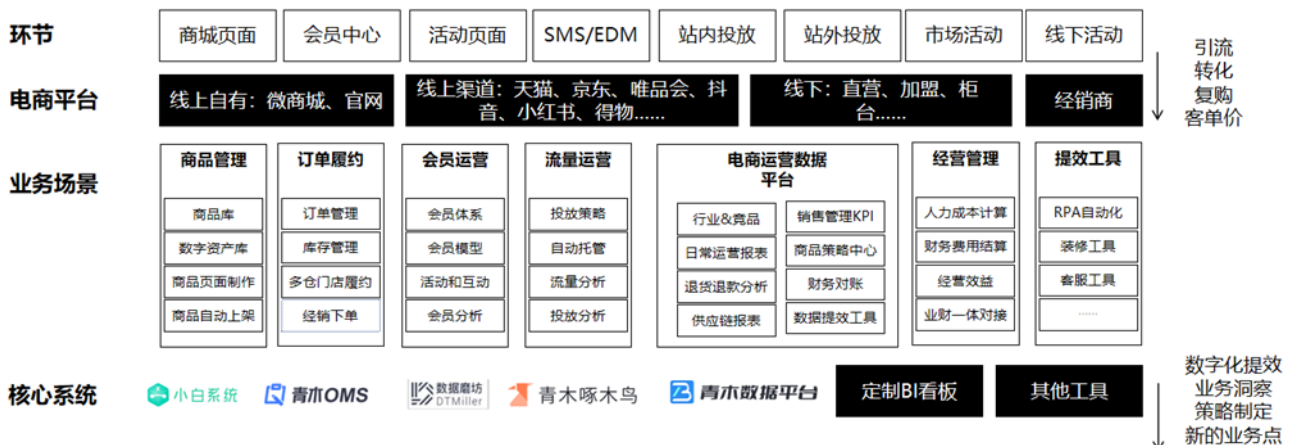 环节
商城页面
会员中心
活动页面
SMS/EDM
站内投放
站外投放
市场活动
线下活动
引流
转化
复购
客单价
电商平台
线上自有：微商城、官网
线上渠道：天猫、京东、唯品会、抖
音、小红书、得物......
线下：直营、加盟、柜
台......
经销商
业务场景
商品管理
商品库
数字资产库
商品页面制作
商品自动上架
订单履约
订单管理
库存管理
多仓门店履约
经销下单
会员运营
会员体系
会员模型
活动和互动
会员分析
流量运营
投放策略
自动托管
流量分析
投放分析
电商运营数据
平台
行业&竞品
日常运营报表
退货退款分析
供应链报表
销售管理KPI
商品策略中心
财务对账
数据提效工具
经营管理
人力成本计算
财务费用结算
经营效益
业财一体对接
提效工具
RPA自动化
装修工具
客服工具
......
核心系统
小白系统
青木OMS
数据磨坊
DTMiller
青木啄木鸟
青木数据平台
定制BI看板
其他工具
数字化提效
业务洞察
策略制定
新的业务点